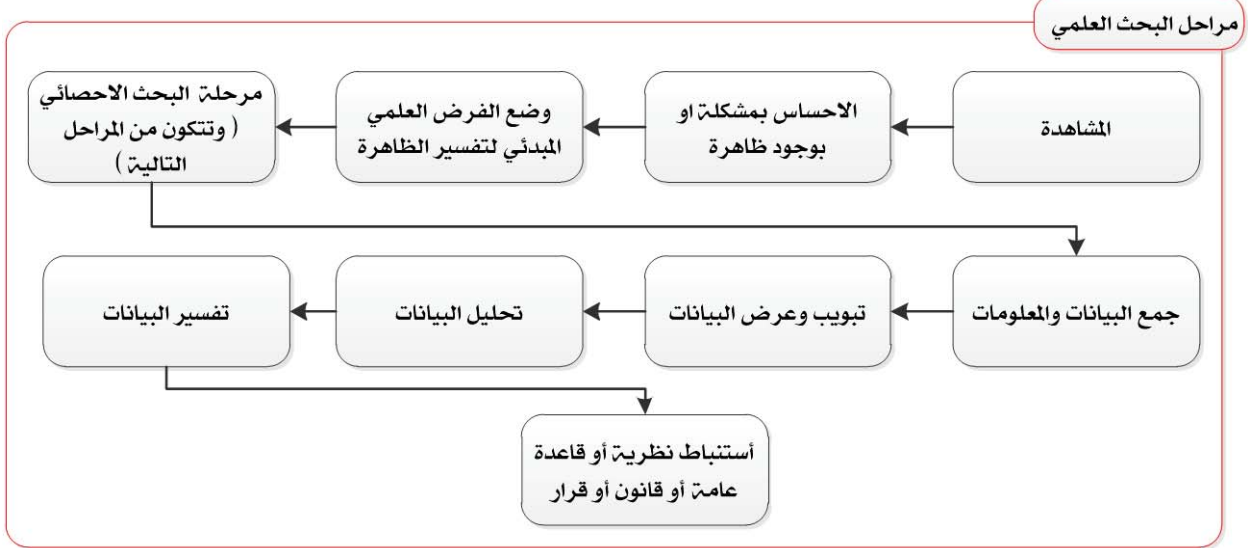 مراحل البحث العلمي
المشاهدة
الاحساس بمشكلة او
بوجود ظاهرة
وضع الفرض العلمي
المبدئي لتفسير الظاهرة
مرحلة البحث الاحصائي
( وتتكون من المراحل
التالية )
جمع البيانات والمعلومات
تبويب وعرض البيانات
تحليل البيانات
تفسير البيانات
أستنباط نظرية أو قاعدة
عامة أو قانون أو قرار